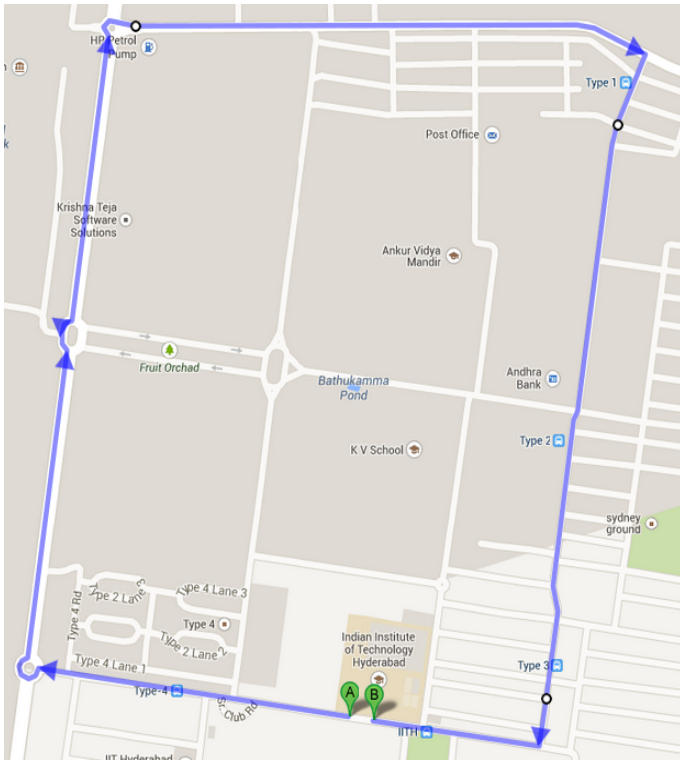 HP Petrol
Pump
Type 1
Post Office
Krishna Teja
Software
Solutions
Ankur Vidya
Mandir
Fruit Orchad
Bathukamma
Pond
Andhra
Bank
Type 2
K V School
sydney
ground
Type 4 Rd
Type 2 Lane 3
Type 4 Lane 3
Type 4
Type 2 Lane 2
Type 4 Lane 1
Indian Institute
of Technology
Hyderabad
Type 3
Type-4
A
B
Sr. Club Rd
IITH
IIT Hyderabad